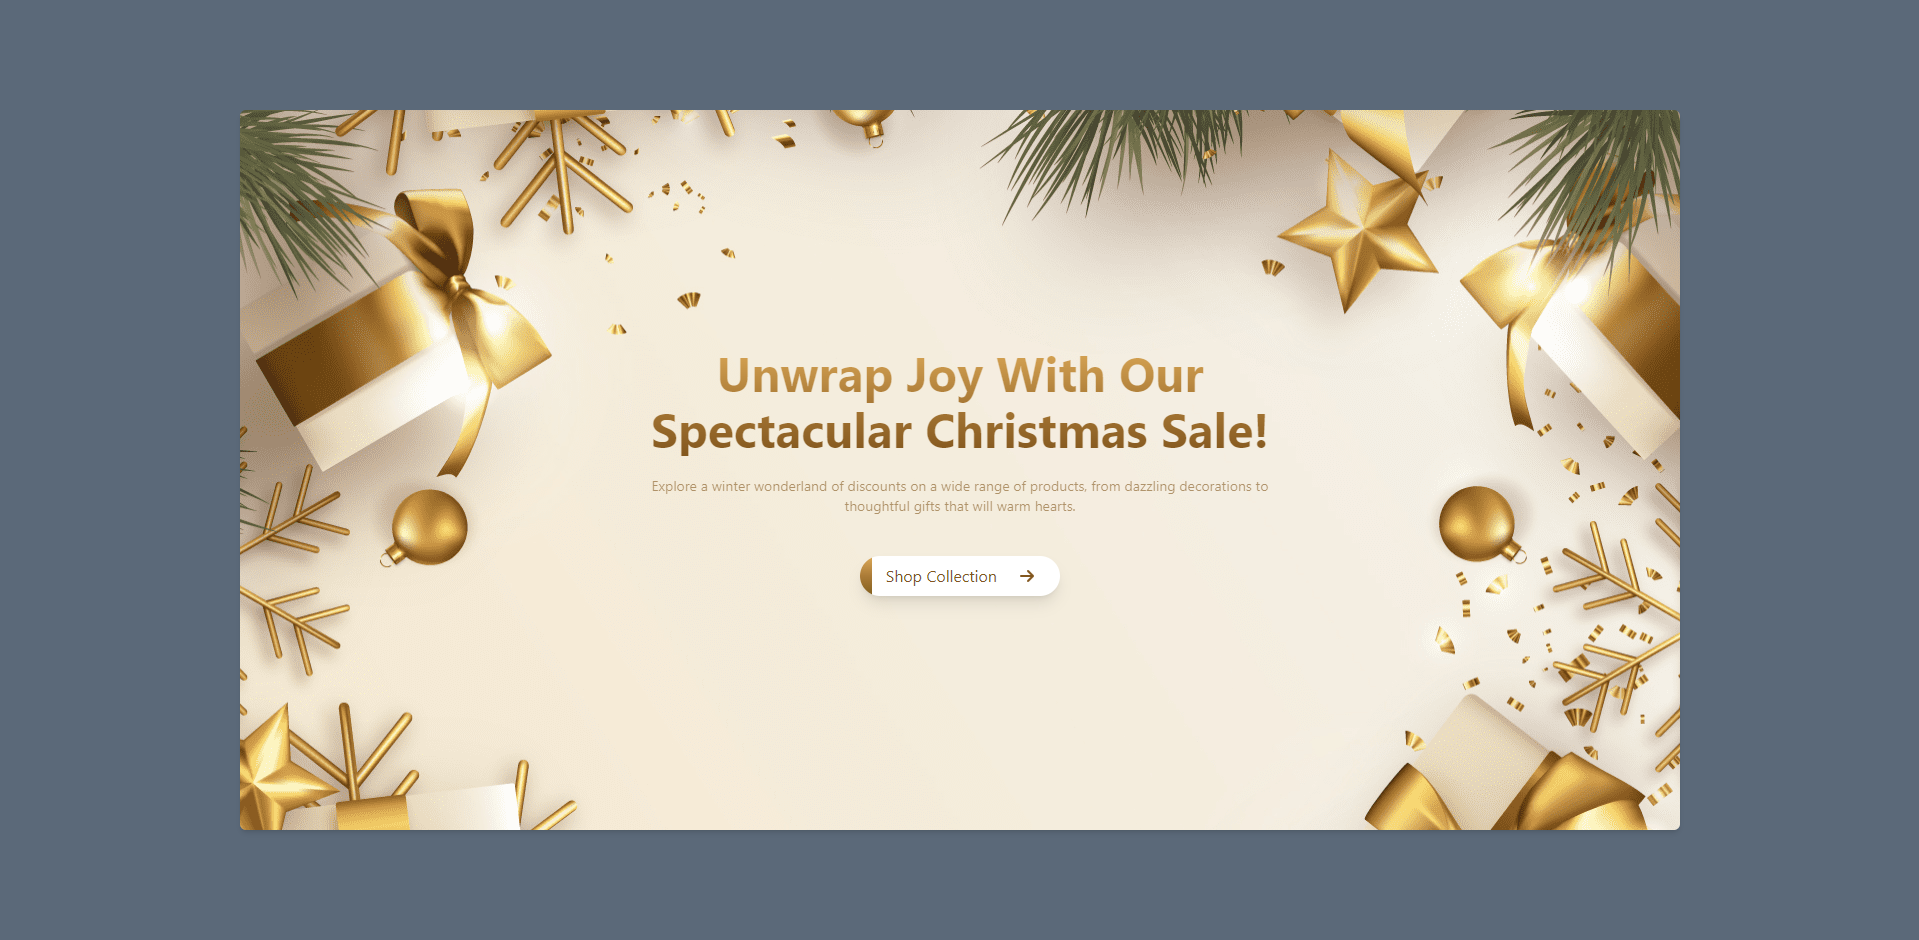 Unwrap Joy With Our
Spectacular Christmas Sale!
Explore a winter wonderland of discounts on a wide range of products, from dazzling decorations to
thoughtful gifts that will warm hearts.
Shop Collection